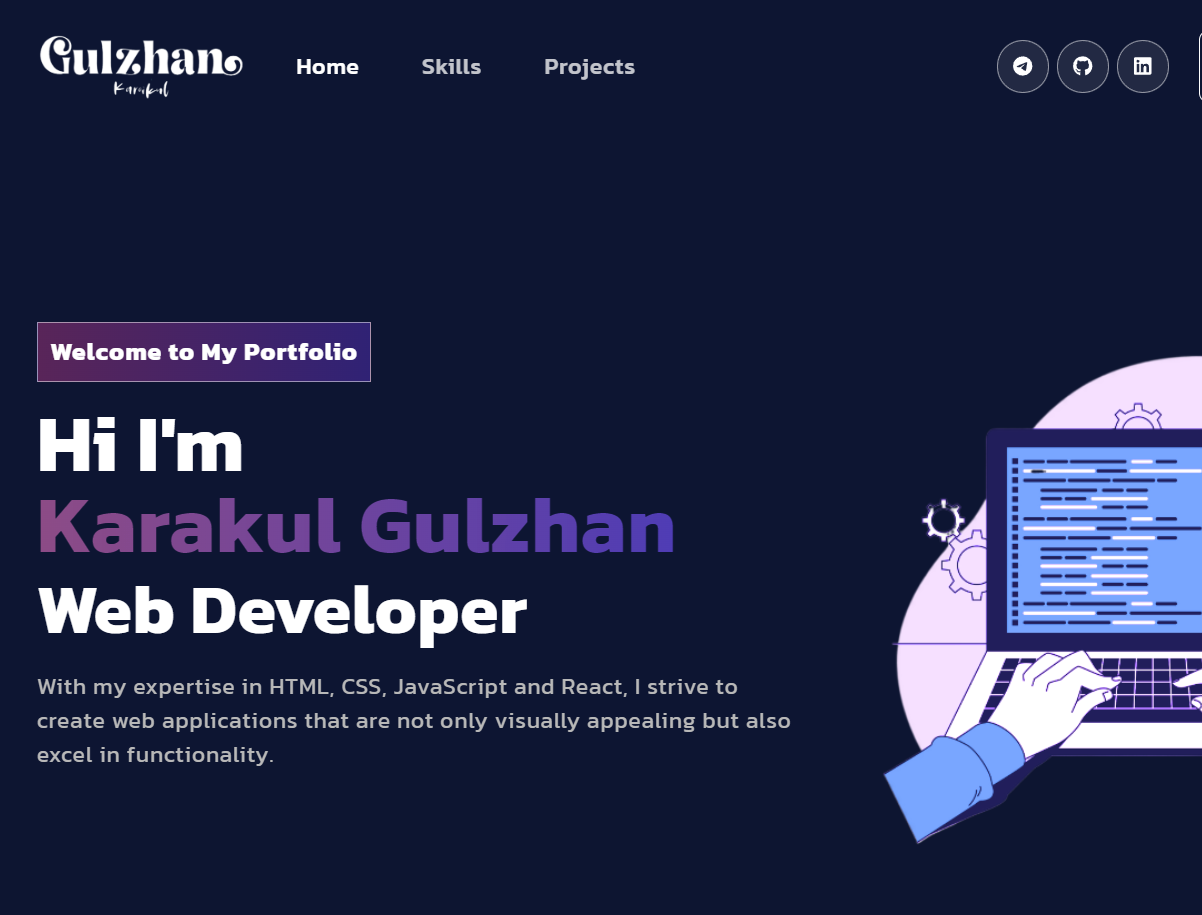 Gulzhan
Karakul
Home Skills Projects
Welcome to My Portfolio
Hi I'm
Karakul Gulzhan
Web Developer
With my expertise in HTML, CSS, JavaScript and React, I strive to
create web applications that are not only visually appealing but also
excel in functionality.